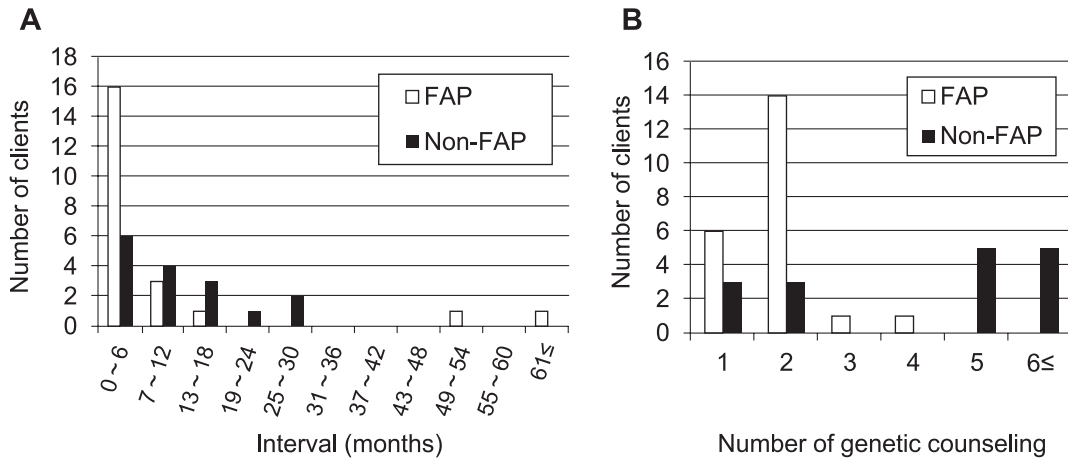 A
Number of clients
18
16
14
12
10
8
6
4
2
0
FAP
Non-FAP
0~6
7~12
13~18
19~24
25~30
31~36
37~42
43~48
49~54
55~60
61≤
Interval (months)
B
Number of clients
16
14
12
10
8
6
4
2
0
FAP
Non-FAP
1 2 3 4 5 6≤
Number of genetic counseling